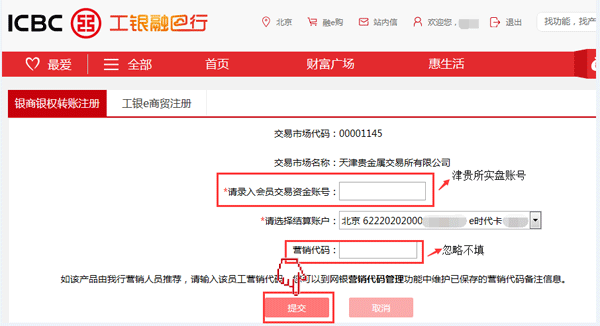 ICBC 工银融e行 北京 融e购 站内信 欢迎您, 退出 找功能，找产
最爱 全部 首页 财富广场 惠生活
银商银权转账注册 工银e商贸注册
交易市场代码：00001145
交易市场名称：天津贵金属交易所有限公司
*请录入会员交易资金账号： 津贵所实盘账号
*请选择结算账户： 北京 62220202000 e时代卡
营销代码： 忽略不填
如该产品由我行营销人员推荐，请输入该员工营销代码，您可以到网银营销代码管理功能中维护已保存的营销代码备注信息。
提交 取消